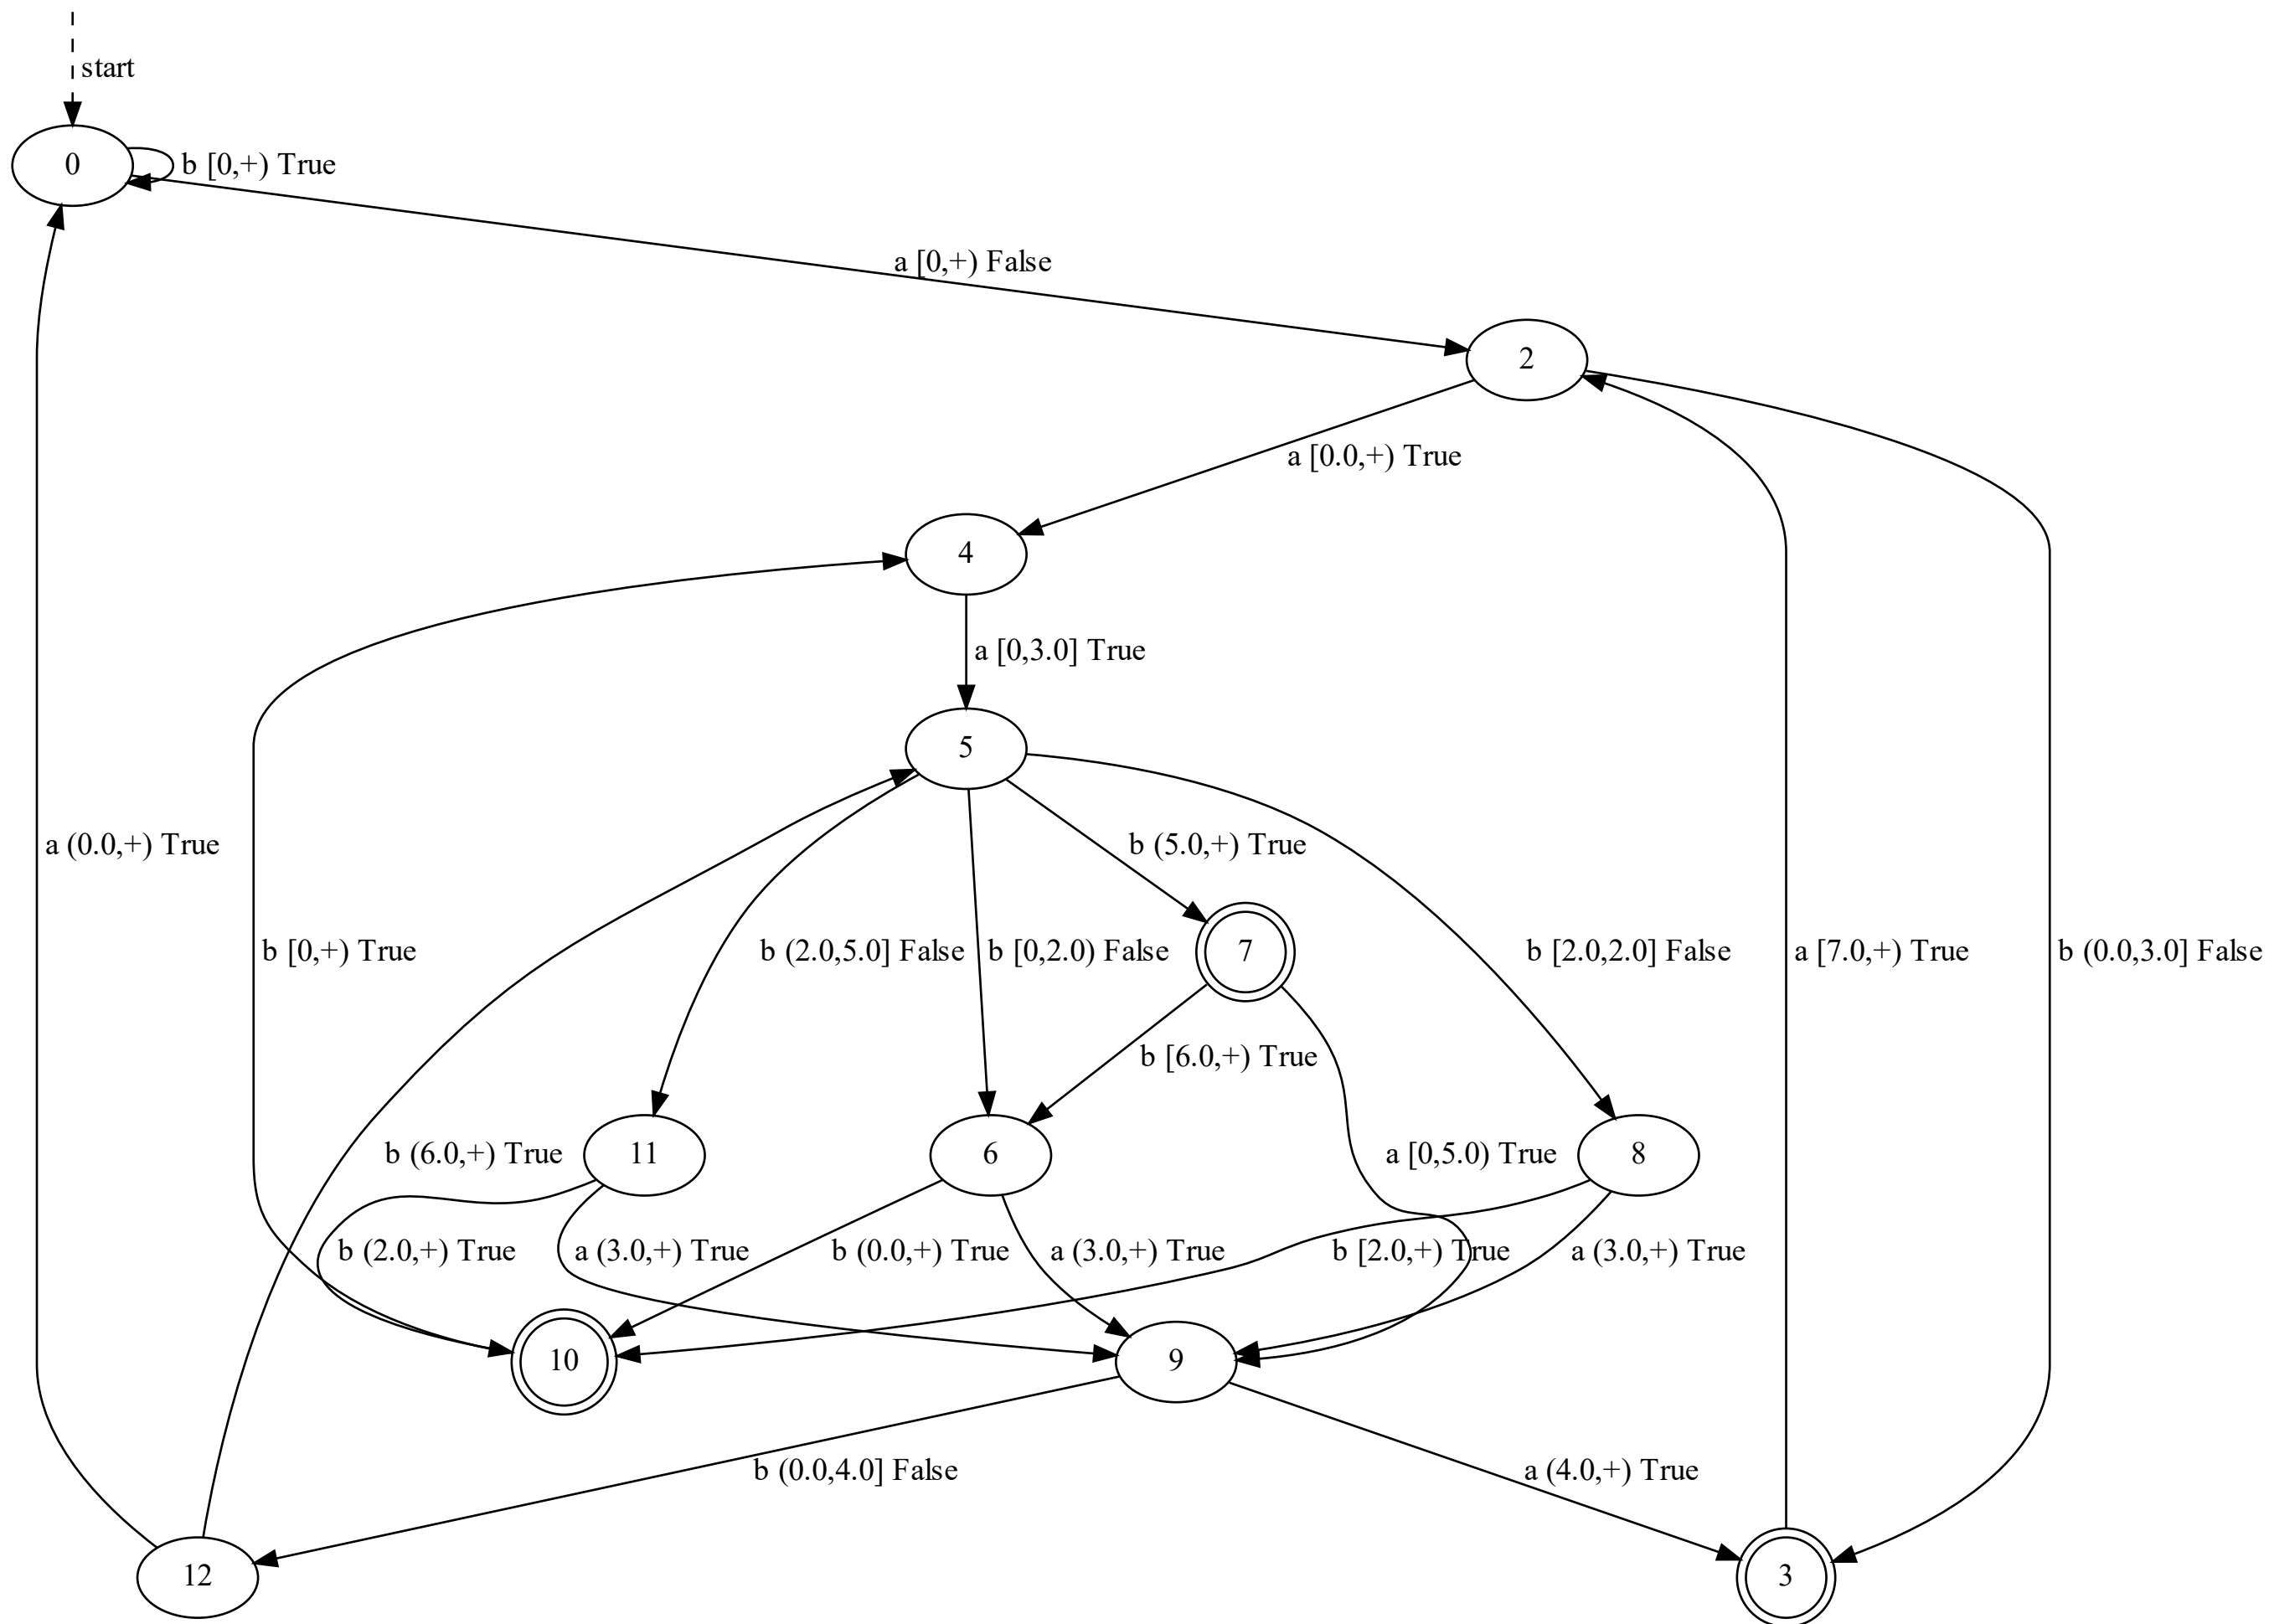 start
0
b [0,+) True
a [0,+) False
2
a [0.0,+) True
4
a [0,3.0] True
5
a (0.0,+) True
b (5.0,+) True
b [0,+) True
b (2.0,5.0] False
b [0,2.0) False
7
b [2.0,2.0] False
a [7.0,+) True
b (0.0,3.0] False
b [6.0,+) True
b (6.0,+) True
11
6
a [0,5.0) True
8
b (2.0,+) True
a (3.0,+) True
b (0.0,+) True
a (3.0,+) True
b [2.0,+) True
a (3.0,+) True
10
9
b (0.0,4.0] False
a (4.0,+) True
12
3